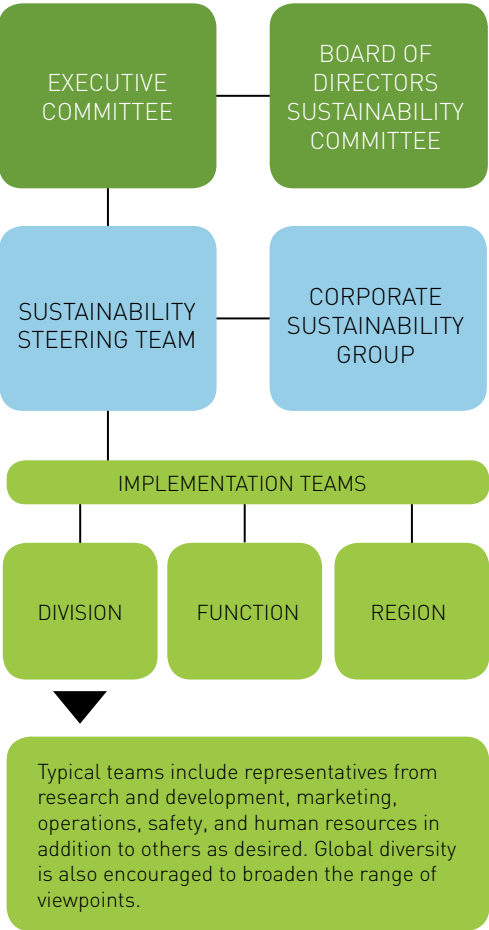 EXECUTIVE
COMMITTEE
BOARD OF
DIRECTORS
SUSTAINABILITY
COMMITTEE
SUSTAINABILITY
STEERING TEAM
CORPORATE
SUSTAINABILITY
GROUP
IMPLEMENTATION TEAMS
DIVISION
FUNCTION
REGION
Typical teams include representatives from
research and development, marketing,
operations, safety, and human resources in
addition to others as desired. Global diversity
is also encouraged to broaden the range of
viewpoints.